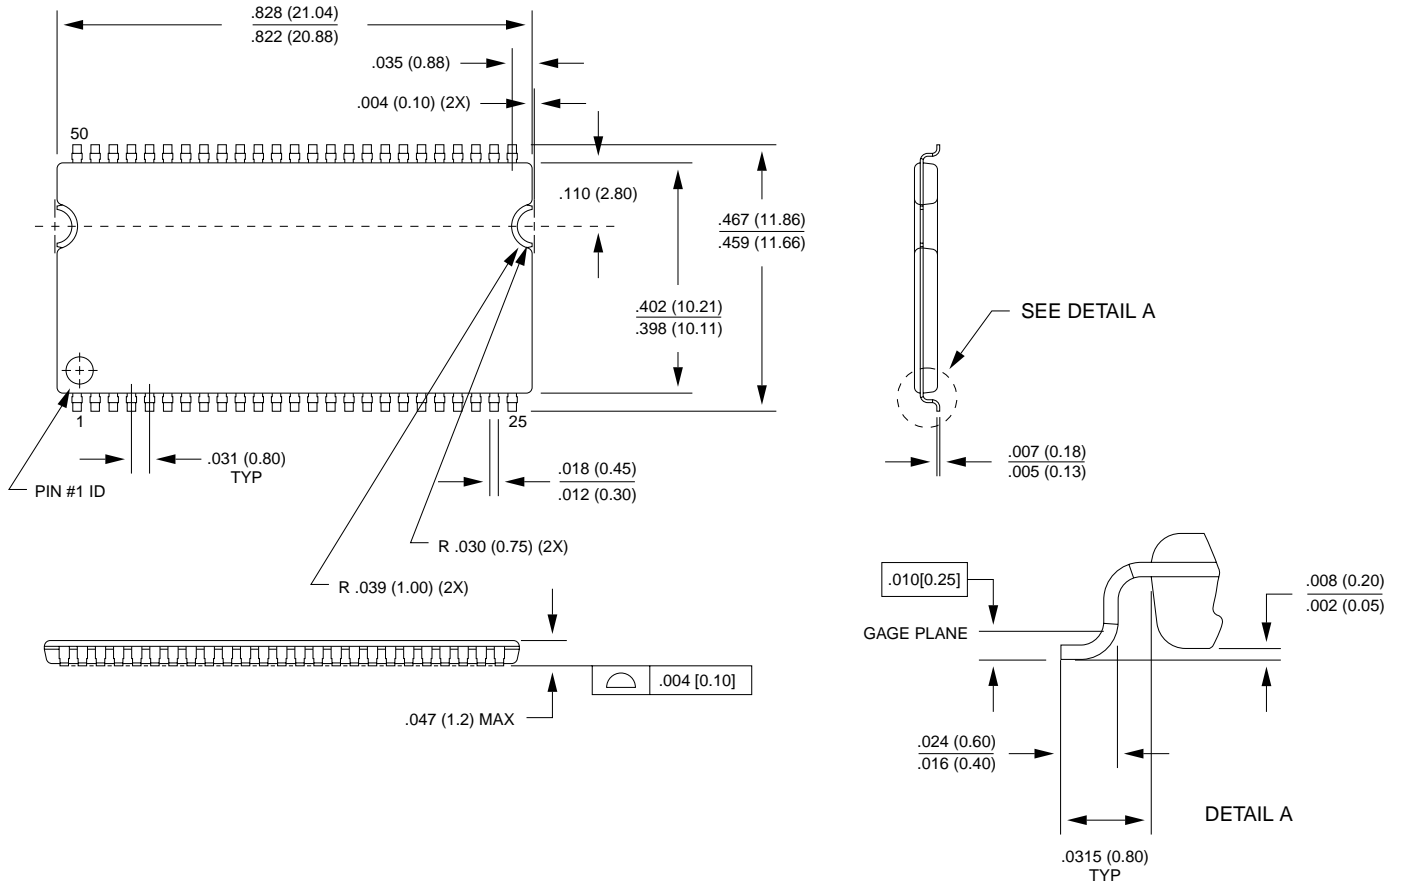 .828 (21.04)
.822 (20.88)
.035 (0.88)
.004 (0.10) (2X)
50
.110 (2.80)
.467 (11.86)
.459 (11.66)
.402 (10.21)
.398 (10.11)
SEE DETAIL A
1
25
.031 (0.80)
TYP
.018 (0.45)
.012 (0.30)
.007 (0.18)
.005 (0.13)
PIN #1 ID
R .030 (0.75) (2X)
R .039 (1.00) (2X)
.010[0.25]
.008 (0.20)
.002 (0.05)
GAGE PLANE
.004 [0.10]
.047 (1.2) MAX
.024 (0.60)
.016 (0.40)
DETAIL A
.0315 (0.80)
TYP